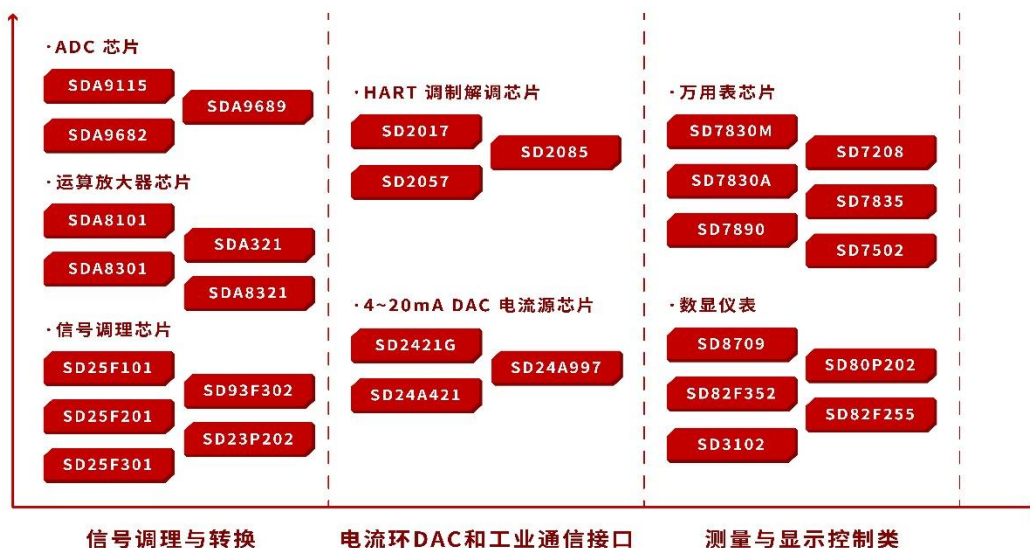 ·ADC 芯片
SDA9115
SDA9689
SDA9682
·运算放大器芯片
SDA8101
SDA321
SDA8301
SDA8321
·信号调理芯片
SD25F101
SD93F302
SD25F201
SD23P202
SD25F301
信号调理与转换
·HART 调制解调芯片
SD2017
SD2085
SD2057
·4~20mA DAC 电流源芯片
SD2421G
SD24A997
SD24A421
电流环DAC和工业通信接口
·万用表芯片
SD7830M
SD7208
SD7830A
SD7835
SD7890
SD7502
·数显仪表
SD8709
SD80P202
SD82F352
SD82F255
SD3102
测量与显示控制类